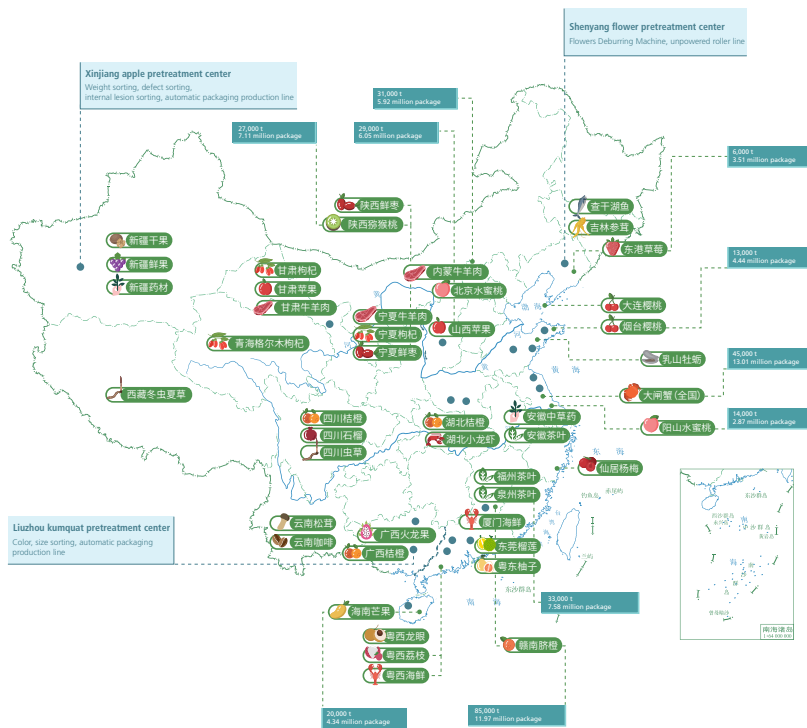 Shenyang flower pretreatment center
Flowers Deburring Machine, unpowered roller line
Xinjiang apple pretreatment center
Weight sorting, defect sorting,
internal lesion sorting, automatic packaging production line
31,000 t
5.92 million package
27,000 t
7.11 million package
29,000 t
6.05 million package
6,000 t
3.51 million package
陕西鲜枣
陕西猕猴桃
查干湖鱼
吉林参茸
东港草莓
新疆干果
新疆鲜果
新疆药材
甘肃枸杞
甘肃苹果
甘肃牛羊肉
内蒙牛羊肉
北京水蜜桃
13,000 t
4.44 million package
大连樱桃
烟台樱桃
宁夏牛羊肉
宁夏枸杞
宁夏鲜枣
山西苹果
青海格尔木枸杞
乳山牡蛎
45,000 t
13.01 million package
西藏冬虫夏草
大闸蟹(全国)
14,000 t
2.87 million package
四川桔橙
四川石榴
四川虫草
湖北桔橙
湖北小龙虾
安徽中草药
安徽茶叶
阳山水蜜桃
仙居杨梅
福州茶叶
泉州茶叶
厦门海鲜
东莞榴莲
粤东柚子
Liuzhou kumquat pretreatment center
Color, size sorting, automatic packaging
production line
云南松茸
云南咖啡
广西火龙果
广西桔橙
33,000 t
7.58 million package
海南芒果
粤西龙眼
粤西荔枝
粤西海鲜
赣南脐橙
20,000 t
4.34 million package
85,000 t
11.97 million package
东沙群岛
南海诸岛